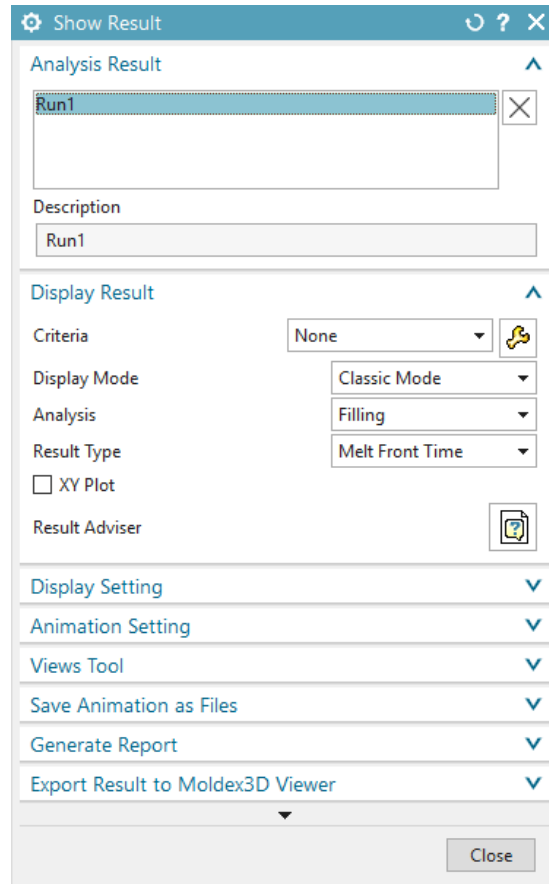 Show Result
Analysis Result
Run1
Description
Run1
Display Result
Criteria None
Display Mode Classic Mode
Analysis Filling
Result Type Melt Front Time
XY Plot
Result Adviser
Display Setting
Animation Setting
Views Tool
Save Animation as Files
Generate Report
Export Result to Moldex3D Viewer
Close